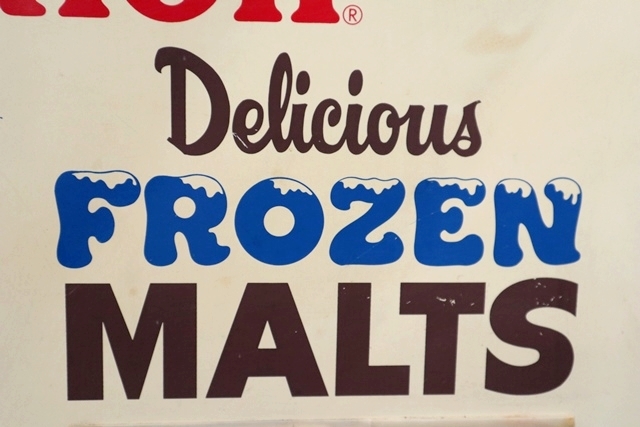 ®
Delicious
FROZEN
MALTS